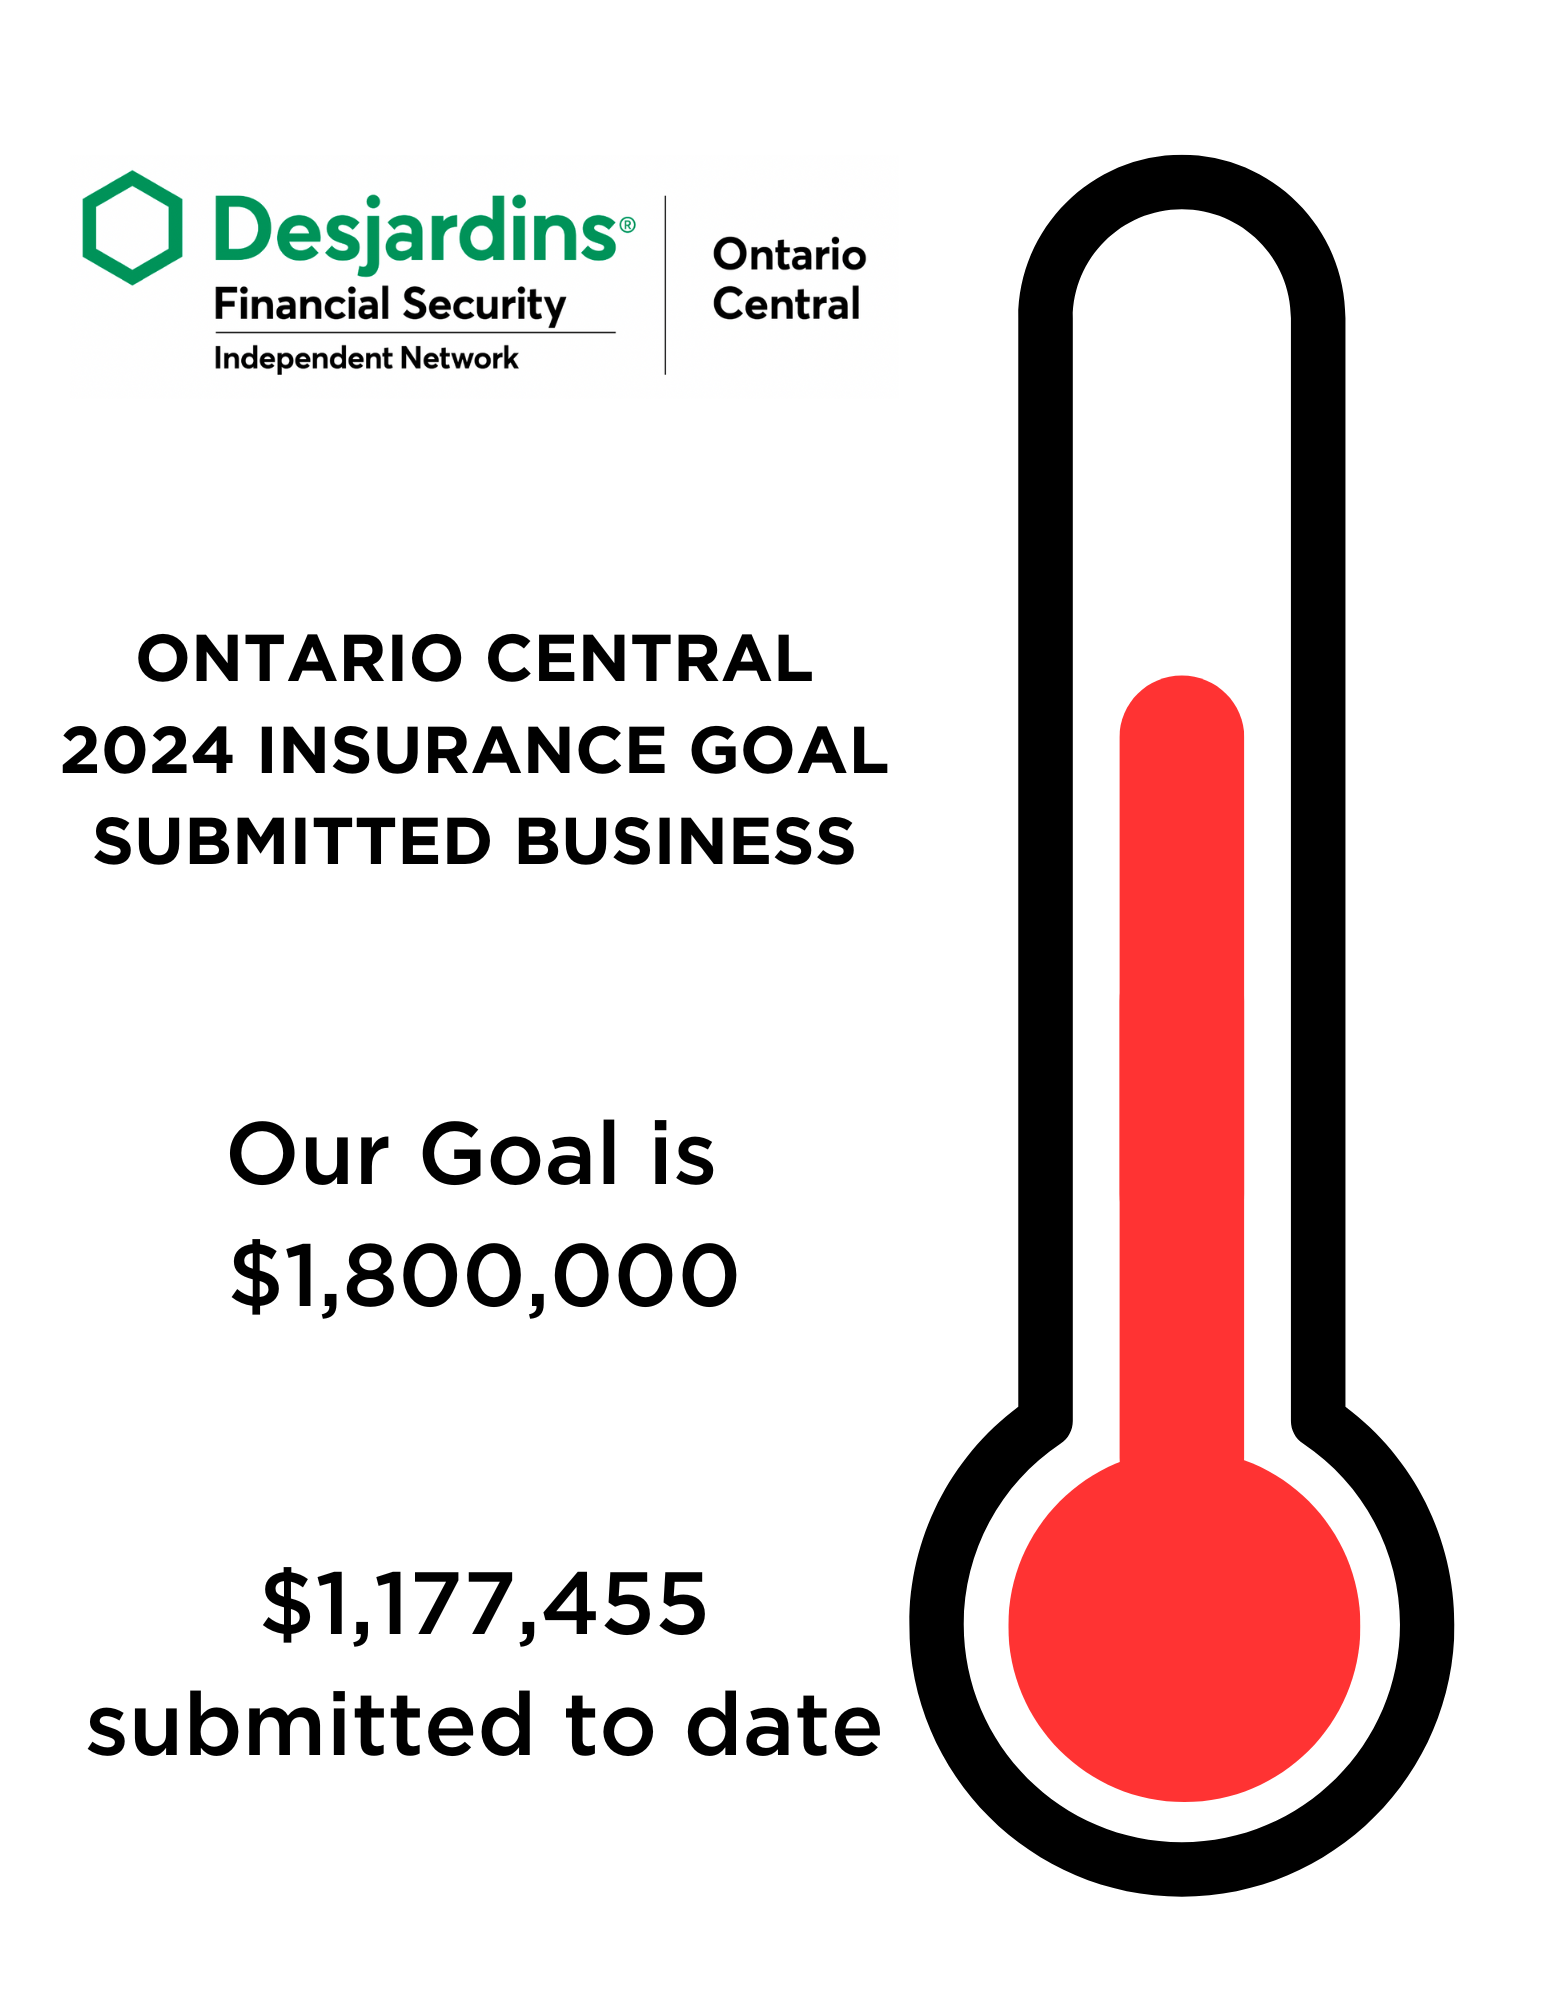 Desjardins®
Financial Security
Independent Network
Ontario
Central
ONTARIO CENTRAL
2024 INSURANCE GOAL
SUBMITTED BUSINESS
Our Goal is
$1,800,000
$1,177,455
submitted to date